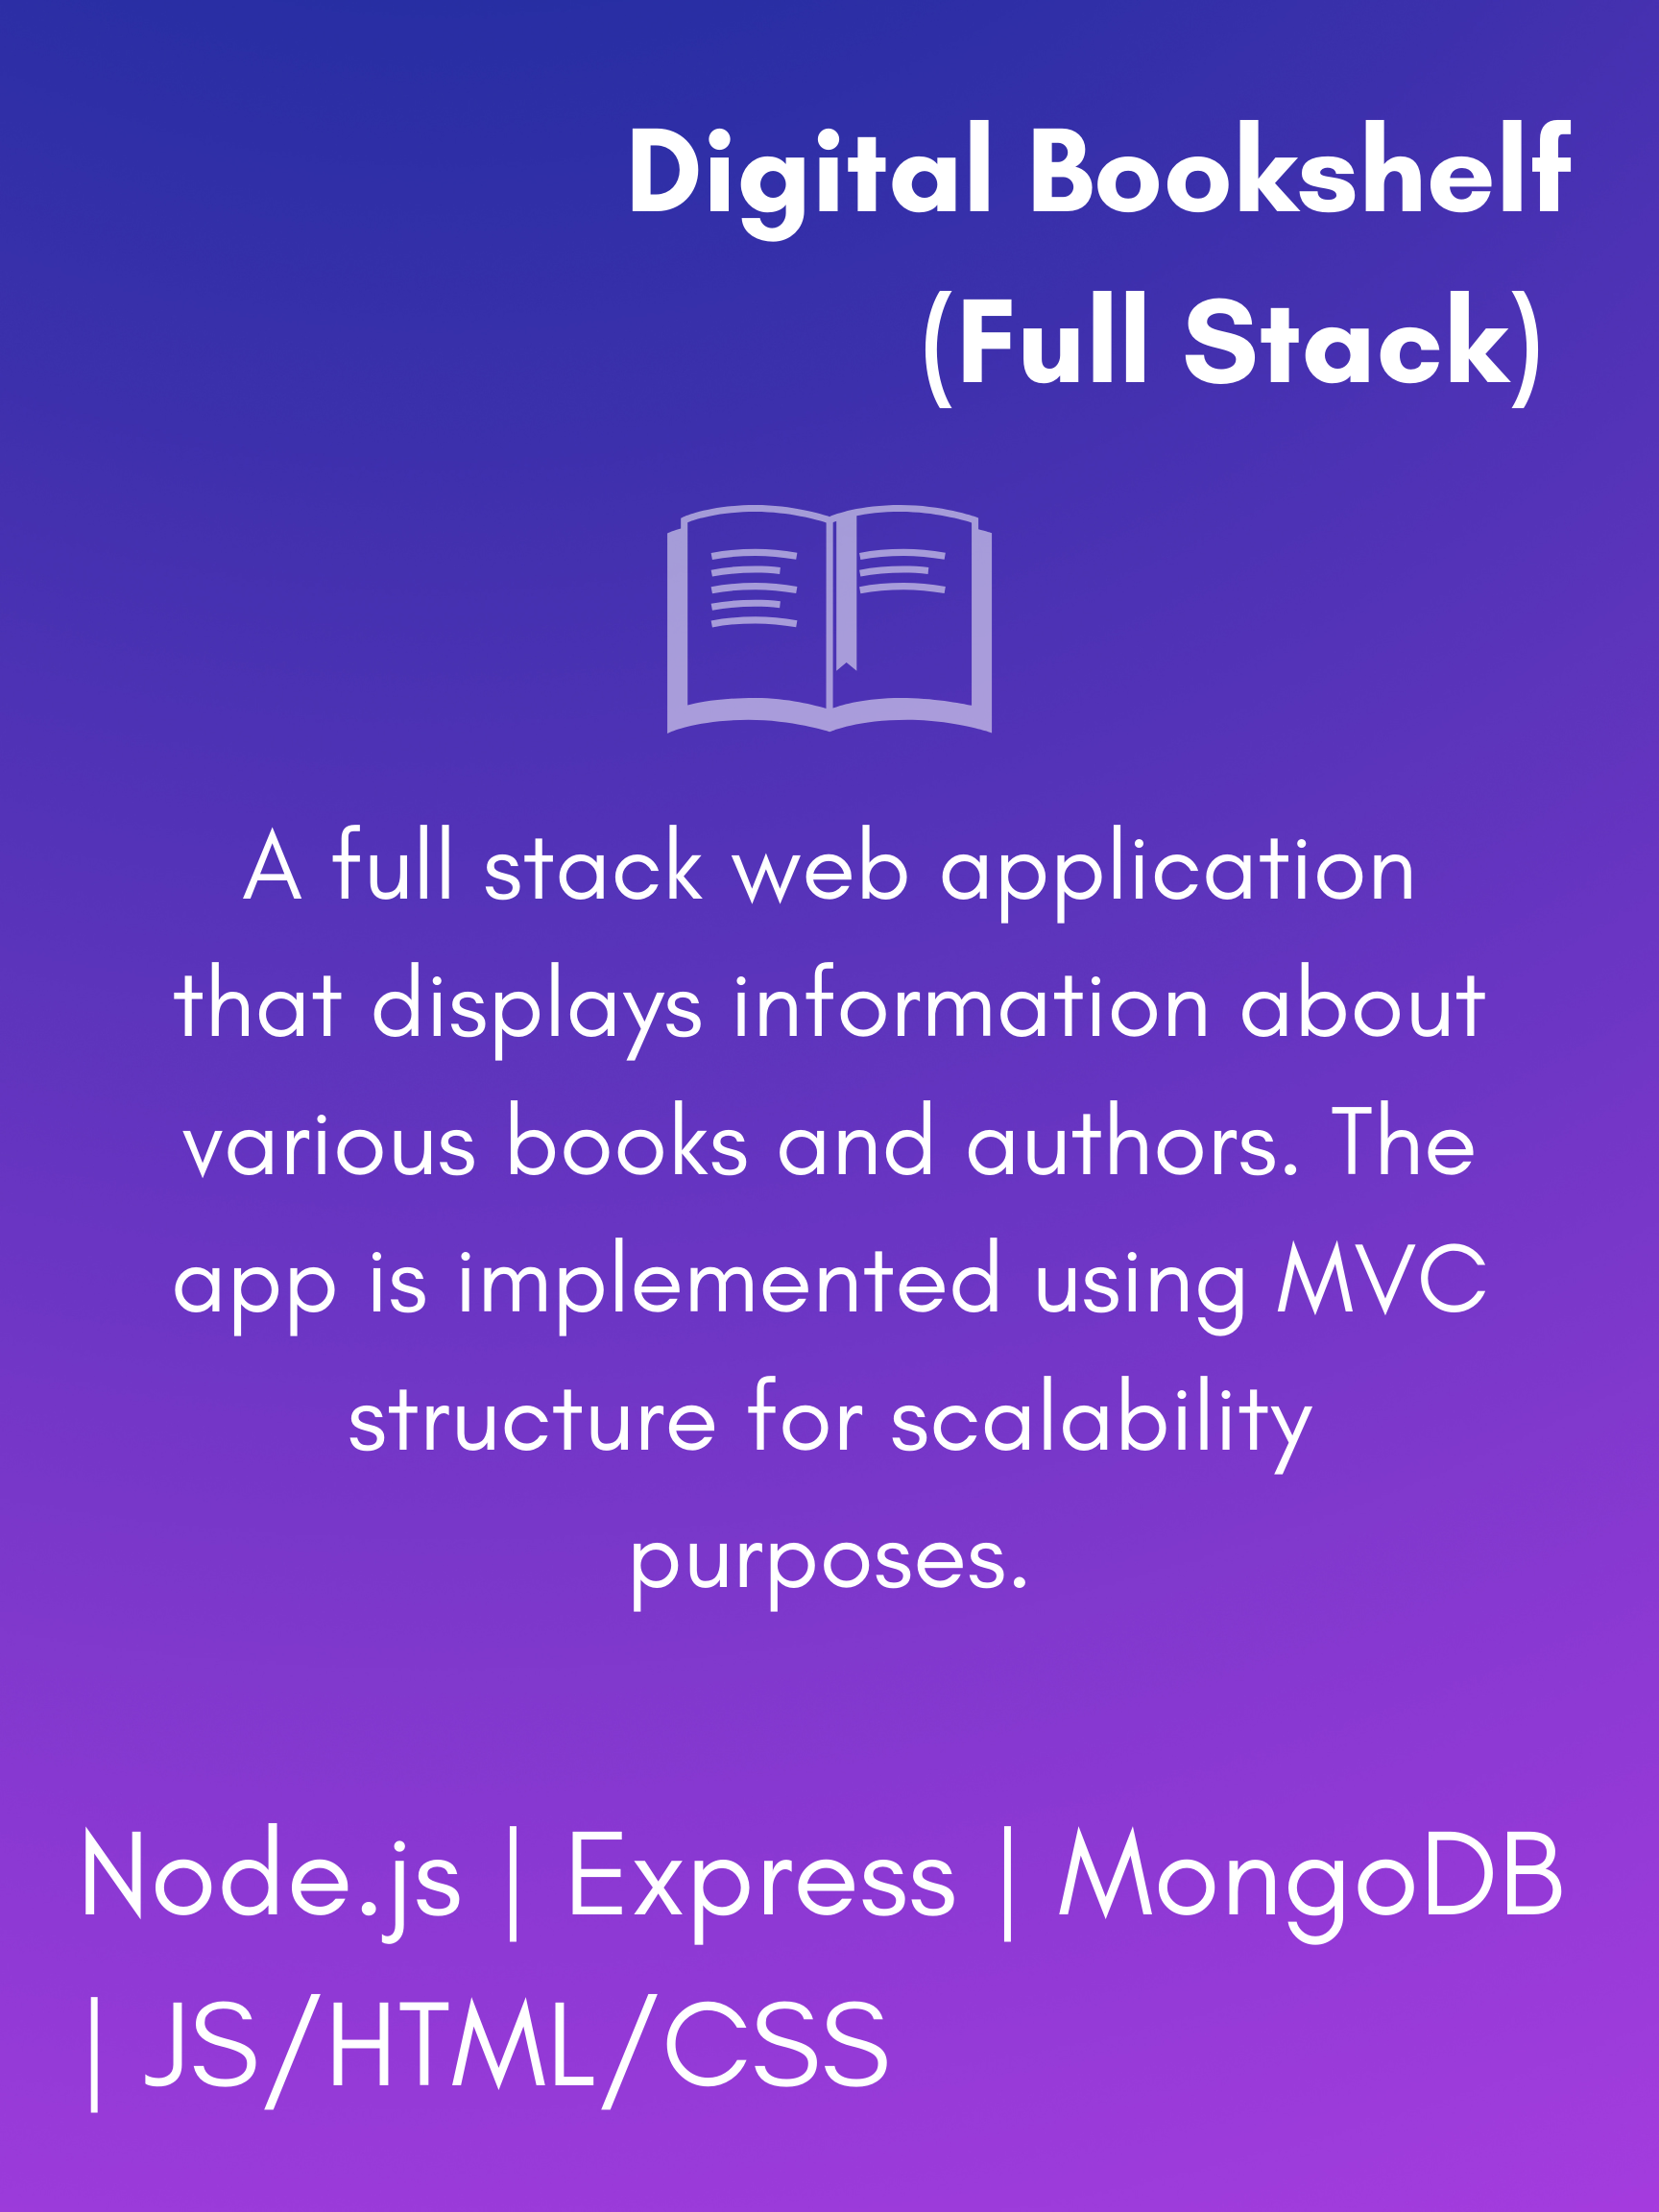 Digital Bookshelf
(Full Stack)
A full stack web application
that displays information about
various books and authors. The
app is implemented using MVC
structure for scalability
purposes.
Node.js | Express | MongoDB
| JS/HTML/CSS